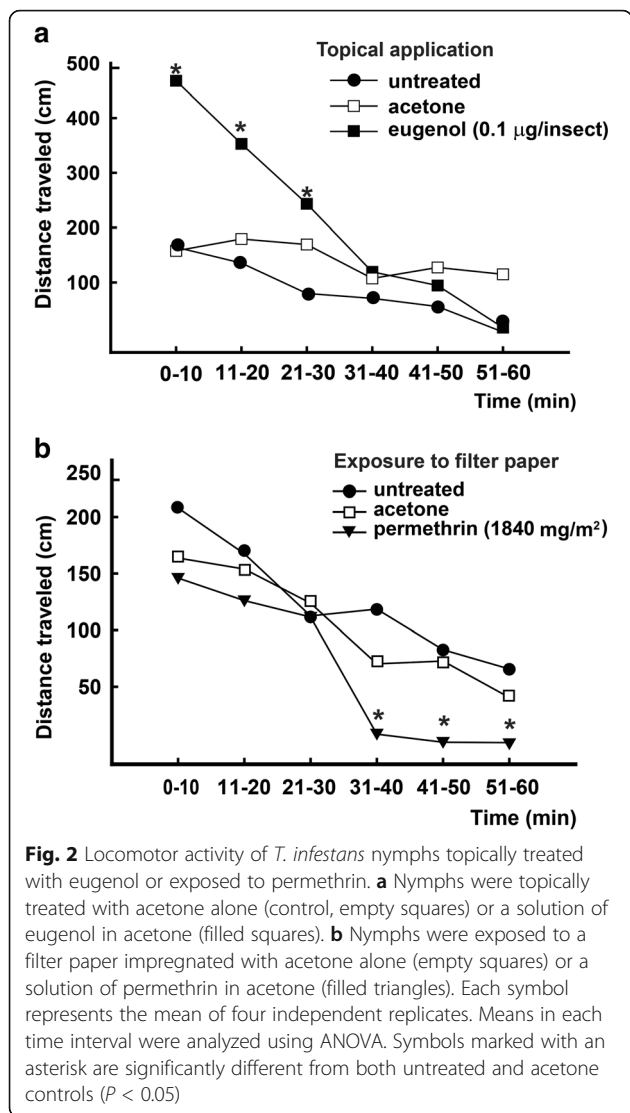 a
Topical application
untreated
acetone
eugenol (0.1 μg/insect)
Distance traveled (cm)
500
400
300
200
100
* * *
0-10 11-20 21-30 31-40 41-50 51-60
Time (min)
b
Exposure to filter paper
untreated
acetone
permethrin (1840 mg/m²)
Distance traveled (cm)
250
200
150
100
50
* * *
0-10 11-20 21-30 31-40 41-50 51-60
Time (min)
Fig. 2 Locomotor activity of T. infestans nymphs topically treated
with eugenol or exposed to permethrin. a Nymphs were topically
treated with acetone alone (control, empty squares) or a solution of
eugenol in acetone (filled squares). b Nymphs were exposed to a
filter paper impregnated with acetone alone (empty squares) or a
solution of permethrin in acetone (filled triangles). Each symbol
represents the mean of four independent replicates. Means in each
time interval were analyzed using ANOVA. Symbols marked with an
asterisk are significantly different from both untreated and acetone
controls (P < 0.05)